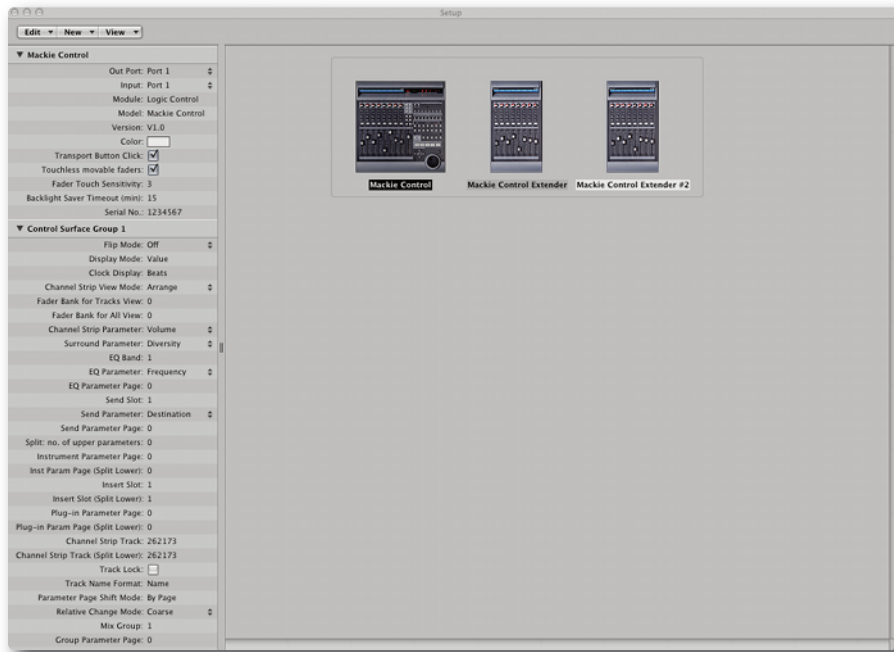 Setup
Edit New View
Mackie Control
Out Port: Port 1
Input: Port 1
Module: Logic Control
Model: Mackie Control
Version: V1.0
Color:
Transport Button Click:
Touchless movable faders:
Fader Touch Sensitivity: 3
Backlight Saver Timeout (min): 15
Serial No.: 1234567
Control Surface Group 1
Flip Mode: Off
Display Mode: Value
Clock Display: Beats
Channel Strip View Mode: Arrange
Fader Bank for Tracks View: 0
Fader Bank for All View: 0
Channel Strip Parameter: Volume
Surround Parameter: Diversity
EQ Band: 1
EQ Parameter: Frequency
EQ Parameter Page: 0
Send Slot: 1
Send Parameter: Destination
Send Parameter Page: 0
Split: no. of upper parameters: 0
Instrument Parameter Page: 0
Inst Param Page (Split Lower): 0
Insert Slot: 1
Insert Slot (Split Lower): 1
Plug-in Parameter Page: 0
Plug-in Param Page (Split Lower): 0
Channel Strip Track: 262173
Channel Strip Track (Split Lower): 262173
Track Lock:
Track Name Format: Name
Parameter Page Shift Mode: By Page
Relative Change Mode: Coarse
Mix Group: 1
Group Parameter Page: 0
Mackie Control
Mackie Control Extender
Mackie Control Extender #2